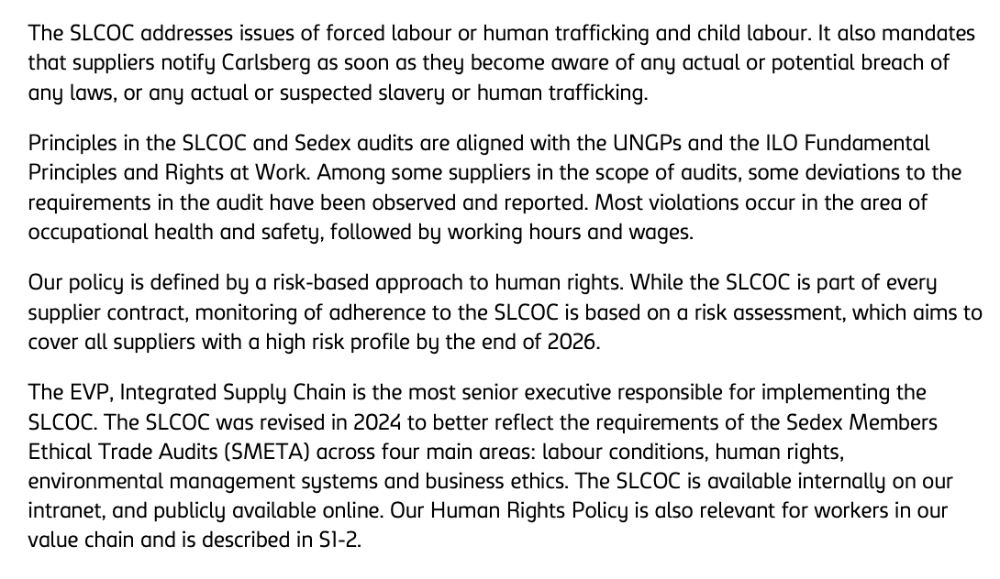 The SLCOC addresses issues of forced labour or human trafficking and child labour. It also mandates
that suppliers notify Carlsberg as soon as they become aware of any actual or potential breach of
any laws, or any actual or suspected slavery or human trafficking.
Principles in the SLCOC and Sedex audits are aligned with the UNGPs and the ILO Fundamental
Principles and Rights at Work. Among some suppliers in the scope of audits, some deviations to the
requirements in the audit have been observed and reported. Most violations occur in the area of
occupational health and safety, followed by working hours and wages.
Our policy is defined by a risk-based approach to human rights. While the SLCOC is part of every
supplier contract, monitoring of adherence to the SLCOC is based on a risk assessment, which aims to
cover all suppliers with a high risk profile by the end of 2026.
The EVP, Integrated Supply Chain is the most senior executive responsible for implementing the
SLCOC. The SLCOC was revised in 2024 to better reflect the requirements of the Sedex Members
Ethical Trade Audits (SMETA) across four main areas: labour conditions, human rights,
environmental management systems and business ethics. The SLCOC is available internally on our
intranet, and publicly available online. Our Human Rights Policy is also relevant for workers in our
value chain and is described in S1-2.